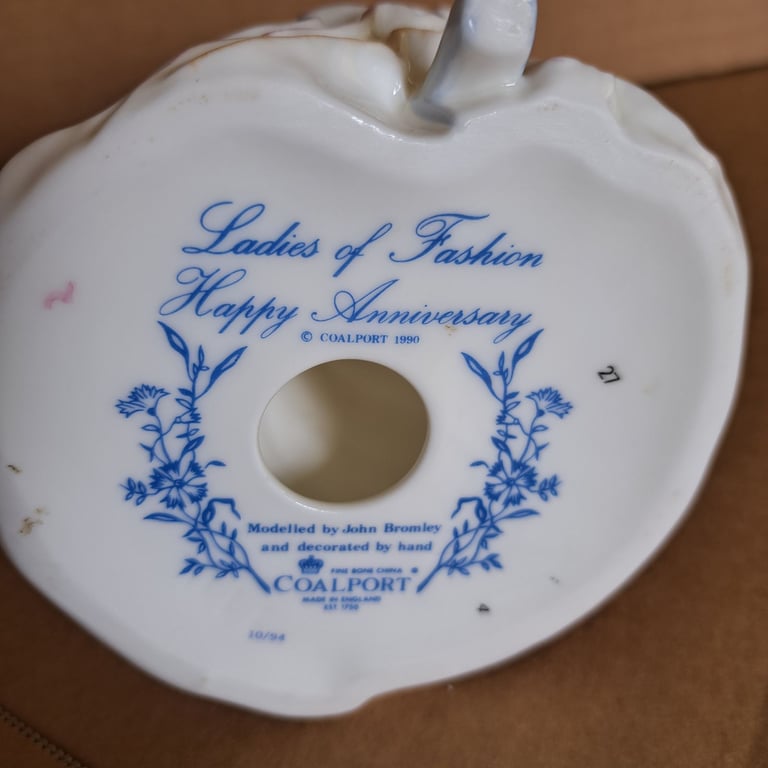 Ladies of Fashion
Happy Anniversary
© COALPORT 1990
27
Modelled by John Bromley
and decorated by hand
FINE BONE CHINA ®
COALPORT
MADE IN ENGLAND
EST 1750
10/94